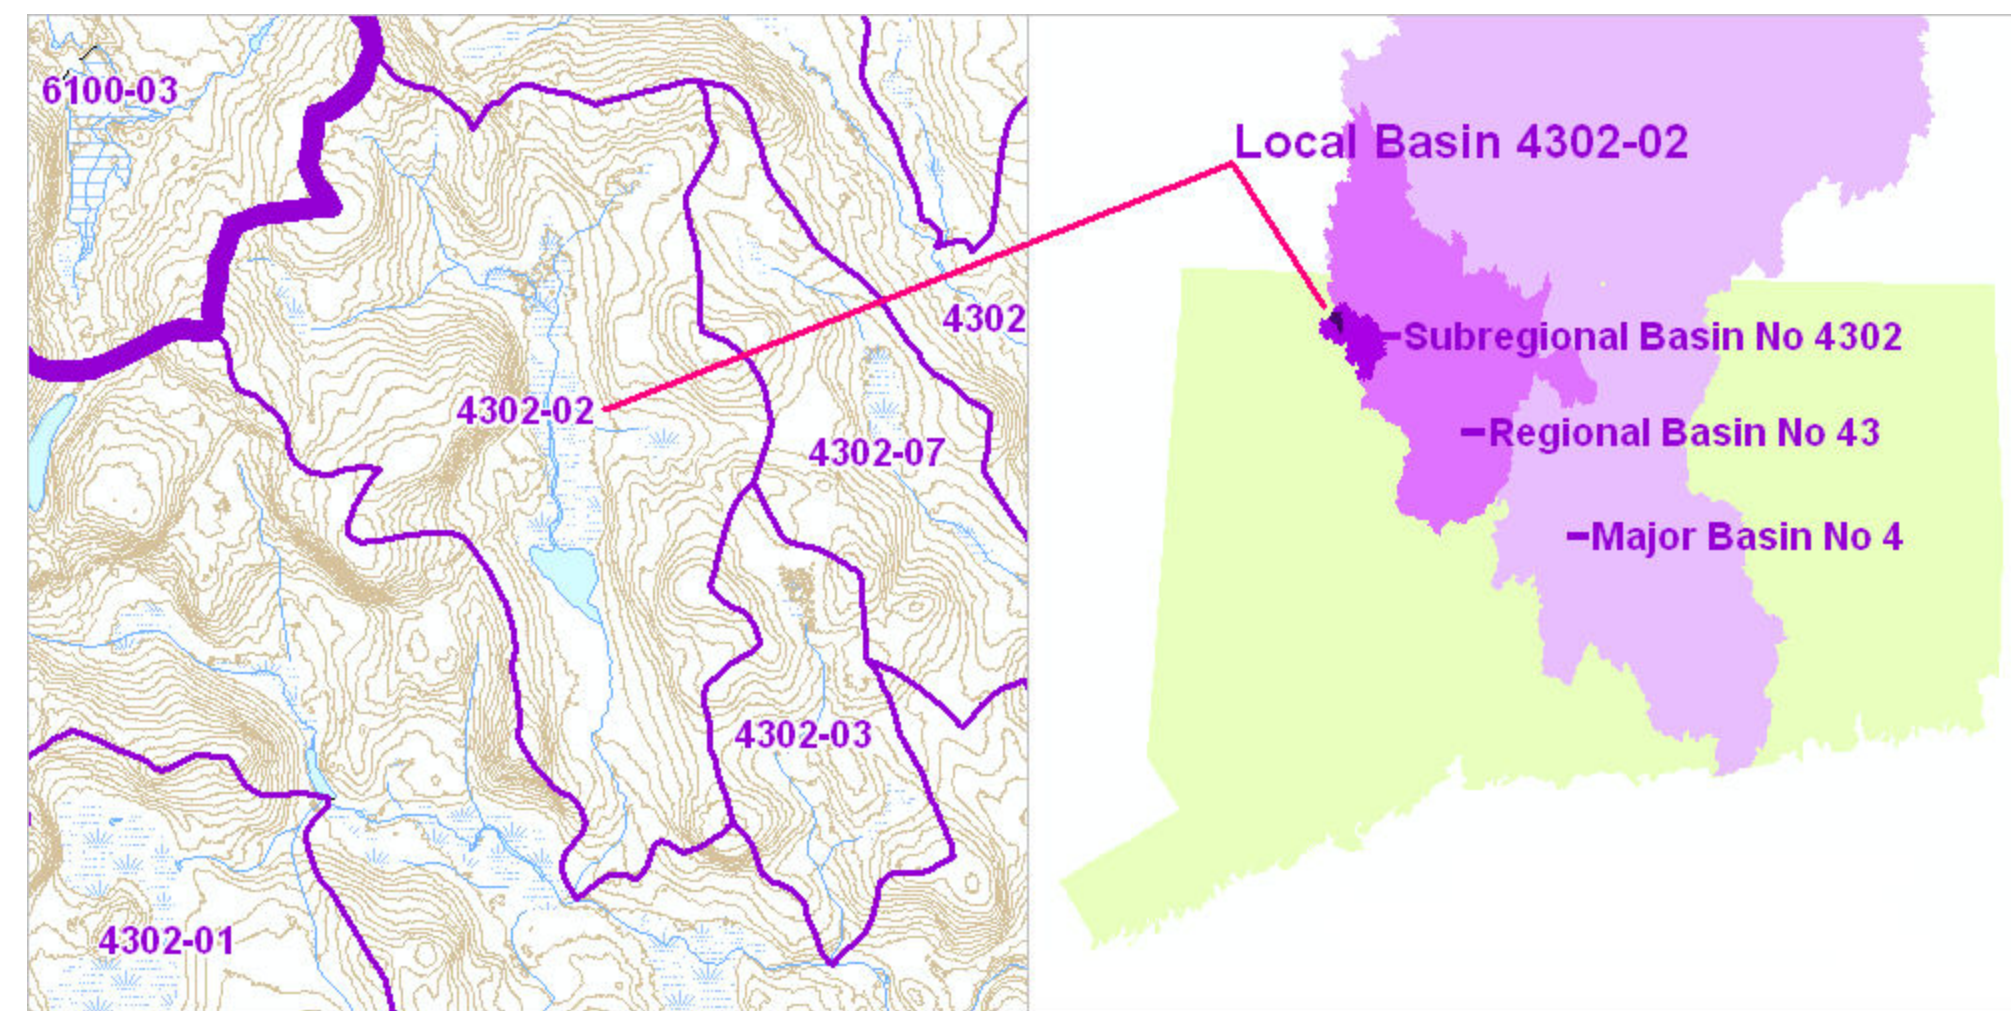 6100-03
4302
4302-02
4302-07
4302-03
4302-01
Local Basin 4302-02
Subregional Basin No 4302
Regional Basin No 43
Major Basin No 4